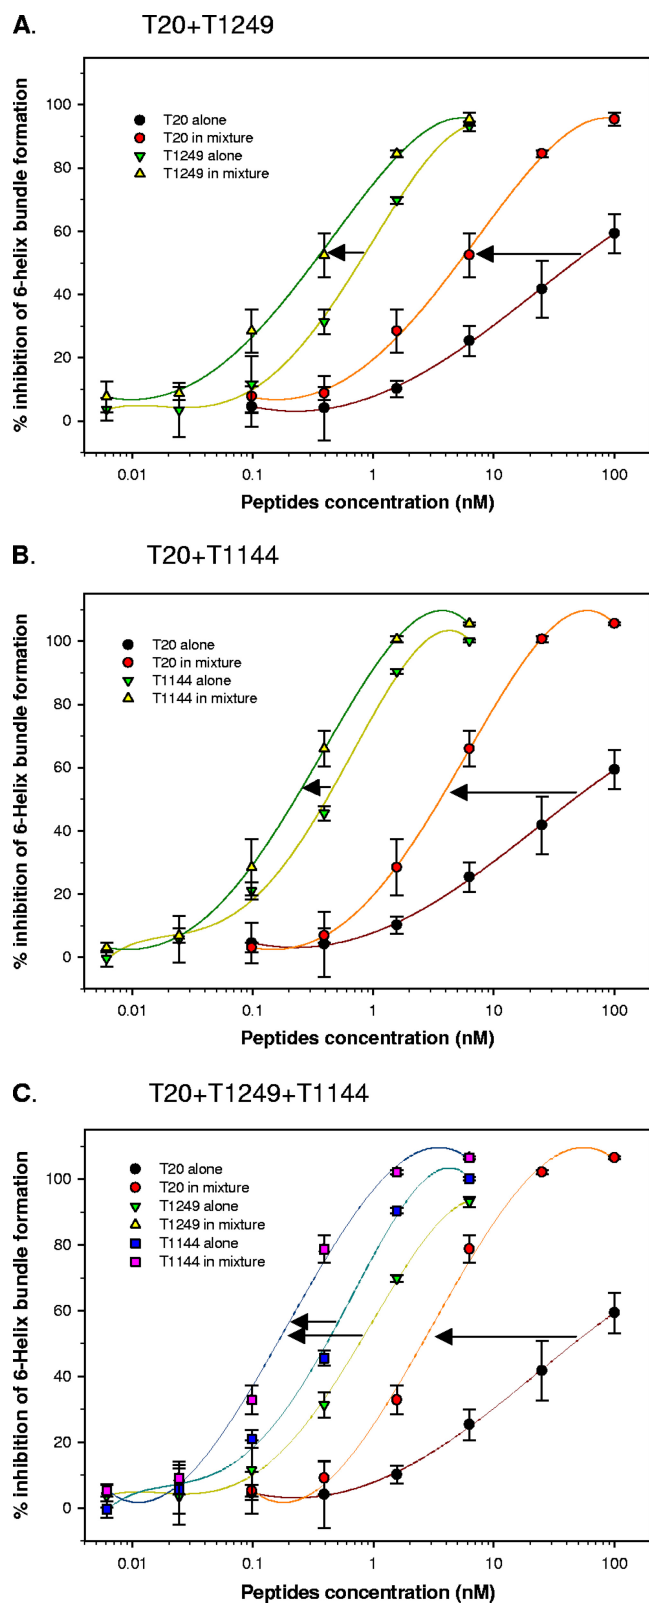 A. T20+T1249
% inhibition of 6-helix bundle formation
100
80
60
40
20
0
T20 alone
T20 in mixture
T1249 alone
T1249 in mixture
0.01 0.1 1 10 100
Peptides concentration (nM)
B. T20+T1144
% inhibition of 6-Helix bundle formation
100
80
60
40
20
0
T20 alone
T20 in mixture
T1144 alone
T1144 in mixture
0.01 0.1 1 10 100
Peptides concentration (nM)
C. T20+T1249+T1144
% inhibition of 6-Helix bundle formation
100
80
60
40
20
0
T20 alone
T20 in mixture
T1249 alone
T1249 in mixture
T1144 alone
T1144 in mixture
0.01 0.1 1 10 100
Peptides concentration (nM)